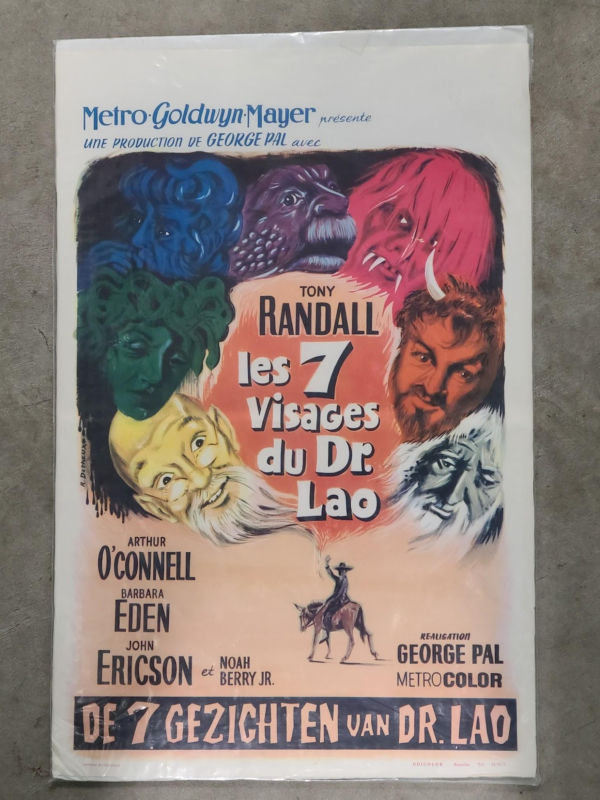 Metro-Goldwyn-Mayer présente
UNE PRODUCTION DE GEORGE PAL avec
TONY
RANDALL
les 7
Visages
du Dr.
Lao
ARTHUR
O'CONNELL
BARBARA
EDEN
JOHN
ERICSON et NOAH
BERRY JR.
REALISATION
GEORGE PAL
METROCOLOR
DE 7 GEZICHTEN VAN DR. LAO